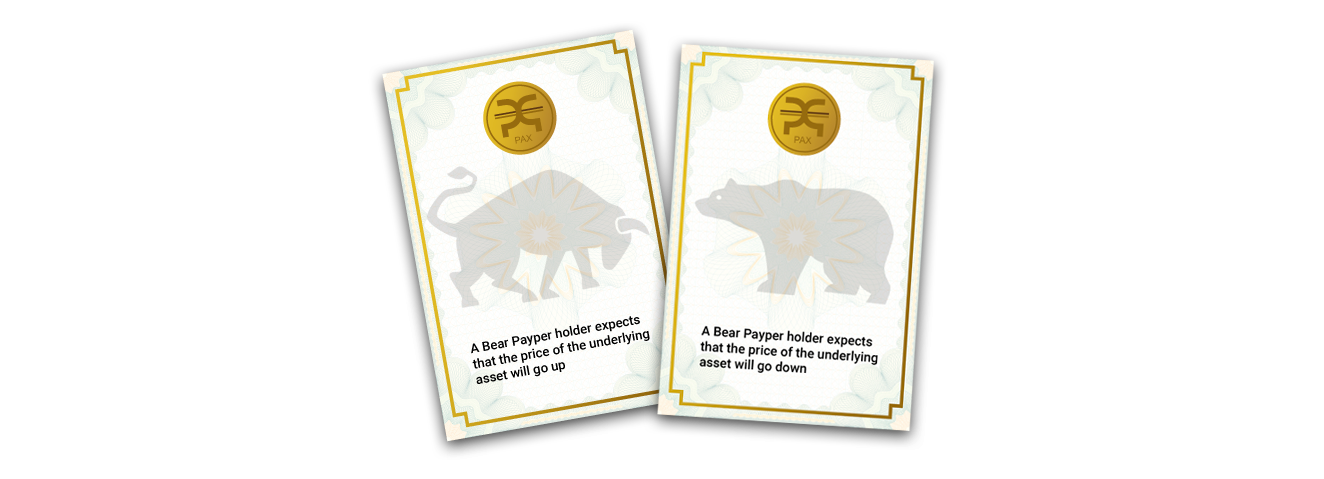 PAX
A Bear Payper holder expects
that the price of the underlying
asset will go up
PAX
A Bear Payper holder expects
that the price of the underlying
asset will go down